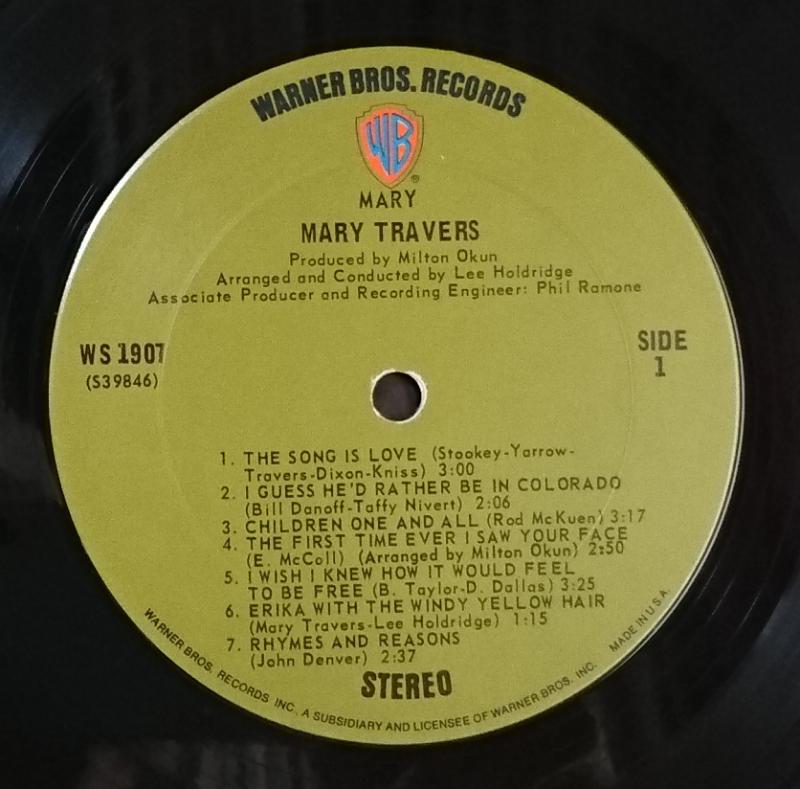 WARNER BROS. RECORDS
WB
®
MARY
MARY TRAVERS
Produced by Milton Okun
Arranged and Conducted by Lee Holdridge
Associate Producer and Recording Engineer: Phil Ramone
WS 1907
(S39846)
SIDE
1
1. THE SONG IS LOVE (Stookey-Yarrow-
Travers-Dixon-Kniss) 3:00
2. I GUESS HE'D RATHER BE IN COLORADO
(Bill Danoff-Taffy Nivert) 2:06
3. CHILDREN ONE AND ALL (Rod McKuen) 3:17
4. THE FIRST TIME EVER I SAW YOUR FACE
(E. McColl) (Arranged by Milton Okun) 2:50
5. I WISH I KNEW HOW IT WOULD FEEL
TO BE FREE (B. Taylor-D. Dallas) 3:25
6. ERIKA WITH THE WINDY YELLOW HAIR
(Mary Travers-Lee Holdridge) 1:15
7. RHYMES AND REASONS
(John Denver) 2:37
STEREO
WARNER BROS. RECORDS INC., A SUBSIDIARY AND LICENSEE OF WARNER BROS. INC. MADE IN U.S.A.